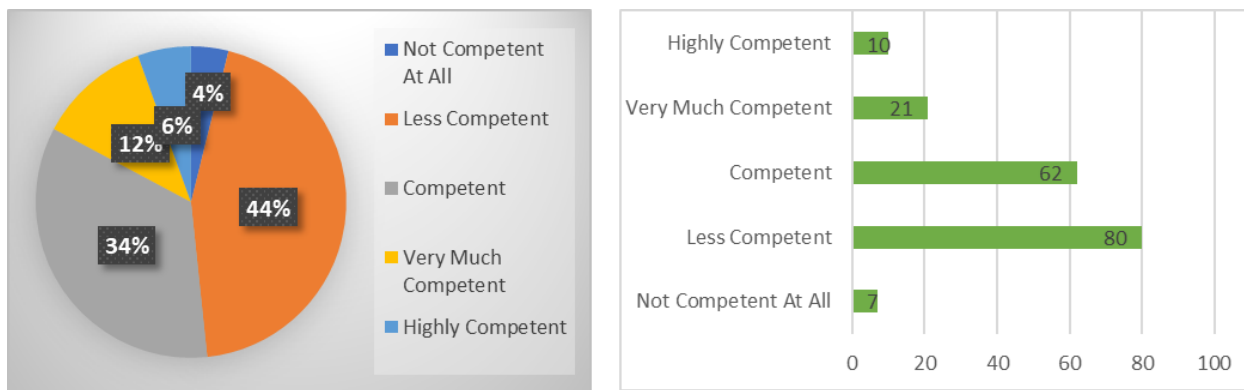 4%
6%
12%
44%
34%
Not Competent
At All
Less Competent
Competent
Very Much
Competent
Highly Competent
Highly Competent 10
Very Much Competent 21
Competent 62
Less Competent 80
Not Competent At All 7
0 20 40 60 80 100